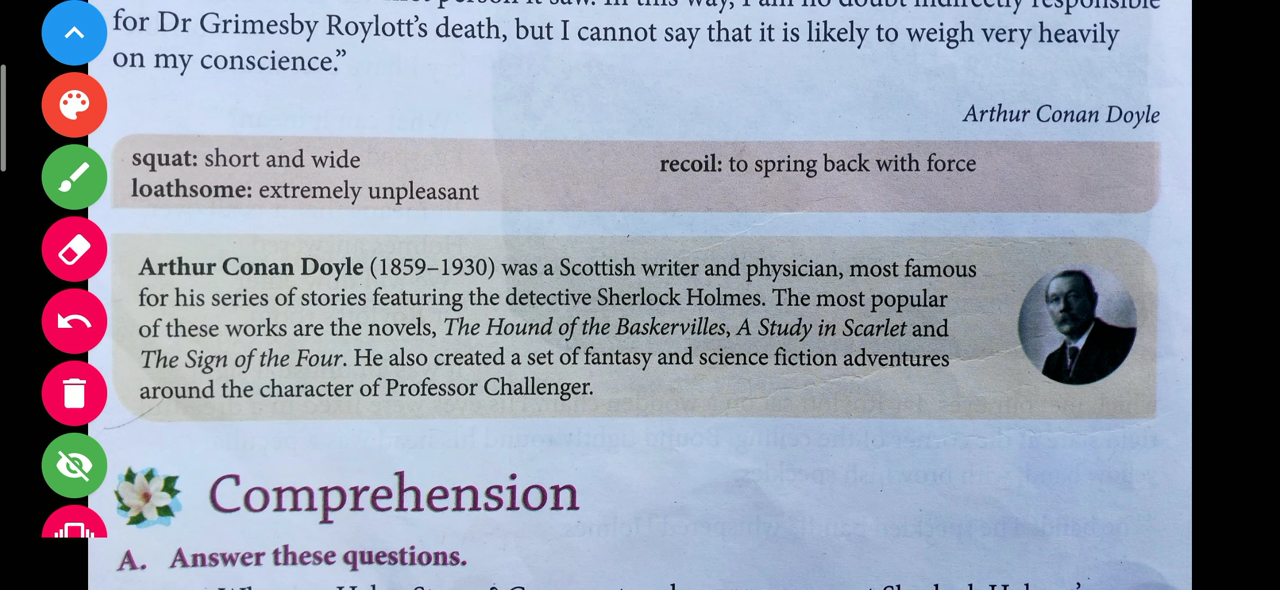 for Dr Grimesby Roylott's death, but I cannot say that it is likely to weigh very heavily
on my conscience.”
Arthur Conan Doyle
squat: short and wide
recoil: to spring back with force
loathsome: extremely unpleasant
Arthur Conan Doyle (1859–1930) was a Scottish writer and physician, most famous
for his series of stories featuring the detective Sherlock Holmes. The most popular
of these works are the novels, The Hound of the Baskervilles, A Study in Scarlet and
The Sign of the Four. He also created a set of fantasy and science fiction adventures
around the character of Professor Challenger.
Comprehension
A. Answer these questions.